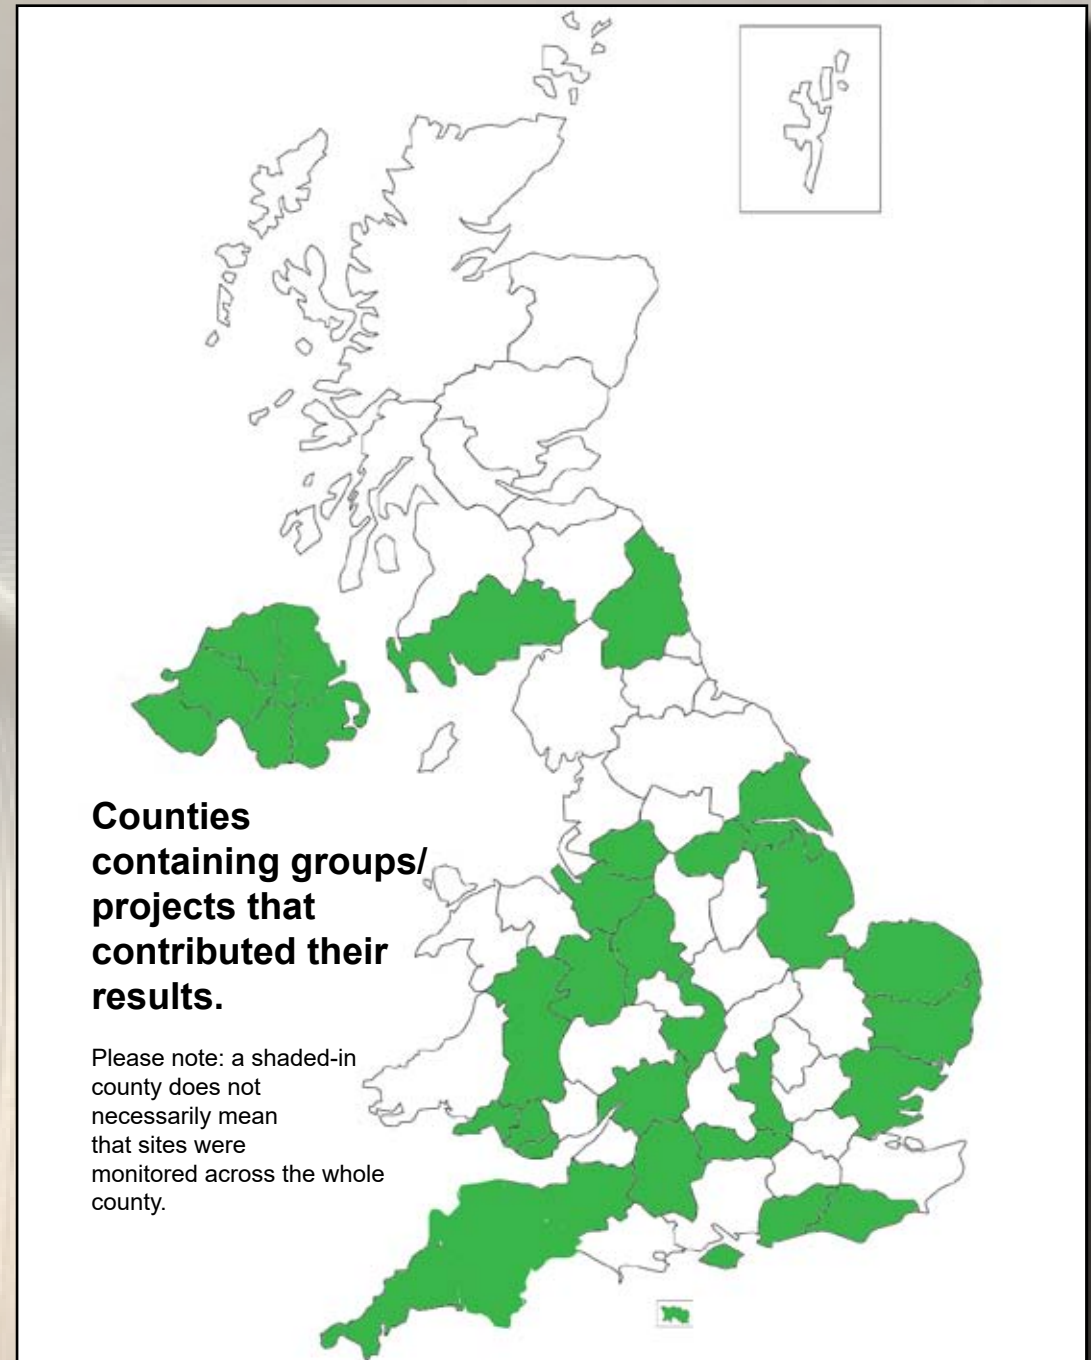 Counties
containing groups/
projects that
contributed their
results.
Please note: a shaded-in
county does not
necessarily mean
that sites were
monitored across the whole
county.